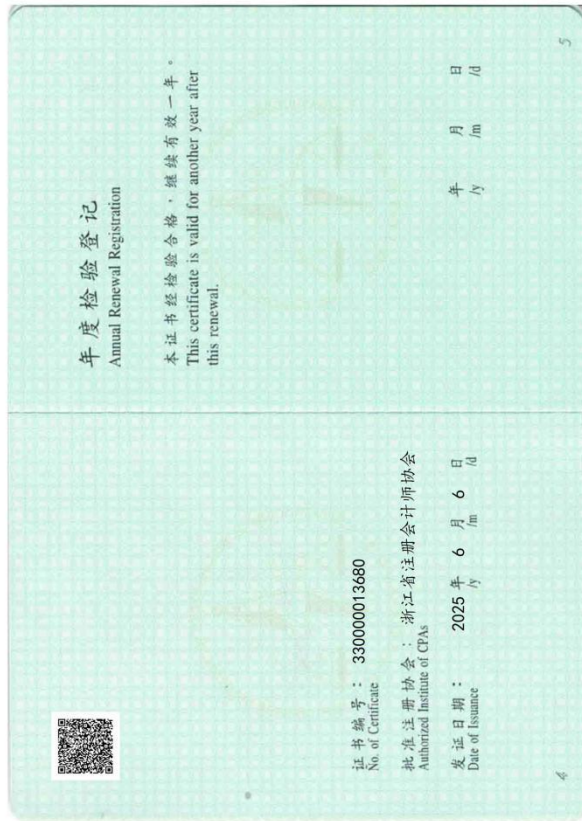 证书编号： 330000013680
No. of Certificate
批准注册协会： 浙江省注册会计师协会
Authorized Institute of CPAs
发证日期： 2025 年 6 月 6 日
Date of Issuance /y /m /d
4
年度检验登记
Annual Renewal Registration
本证书经检验合格，继续有效一年。
This certificate is valid for another year after
this renewal.
年 月 日
/y /m /d
5